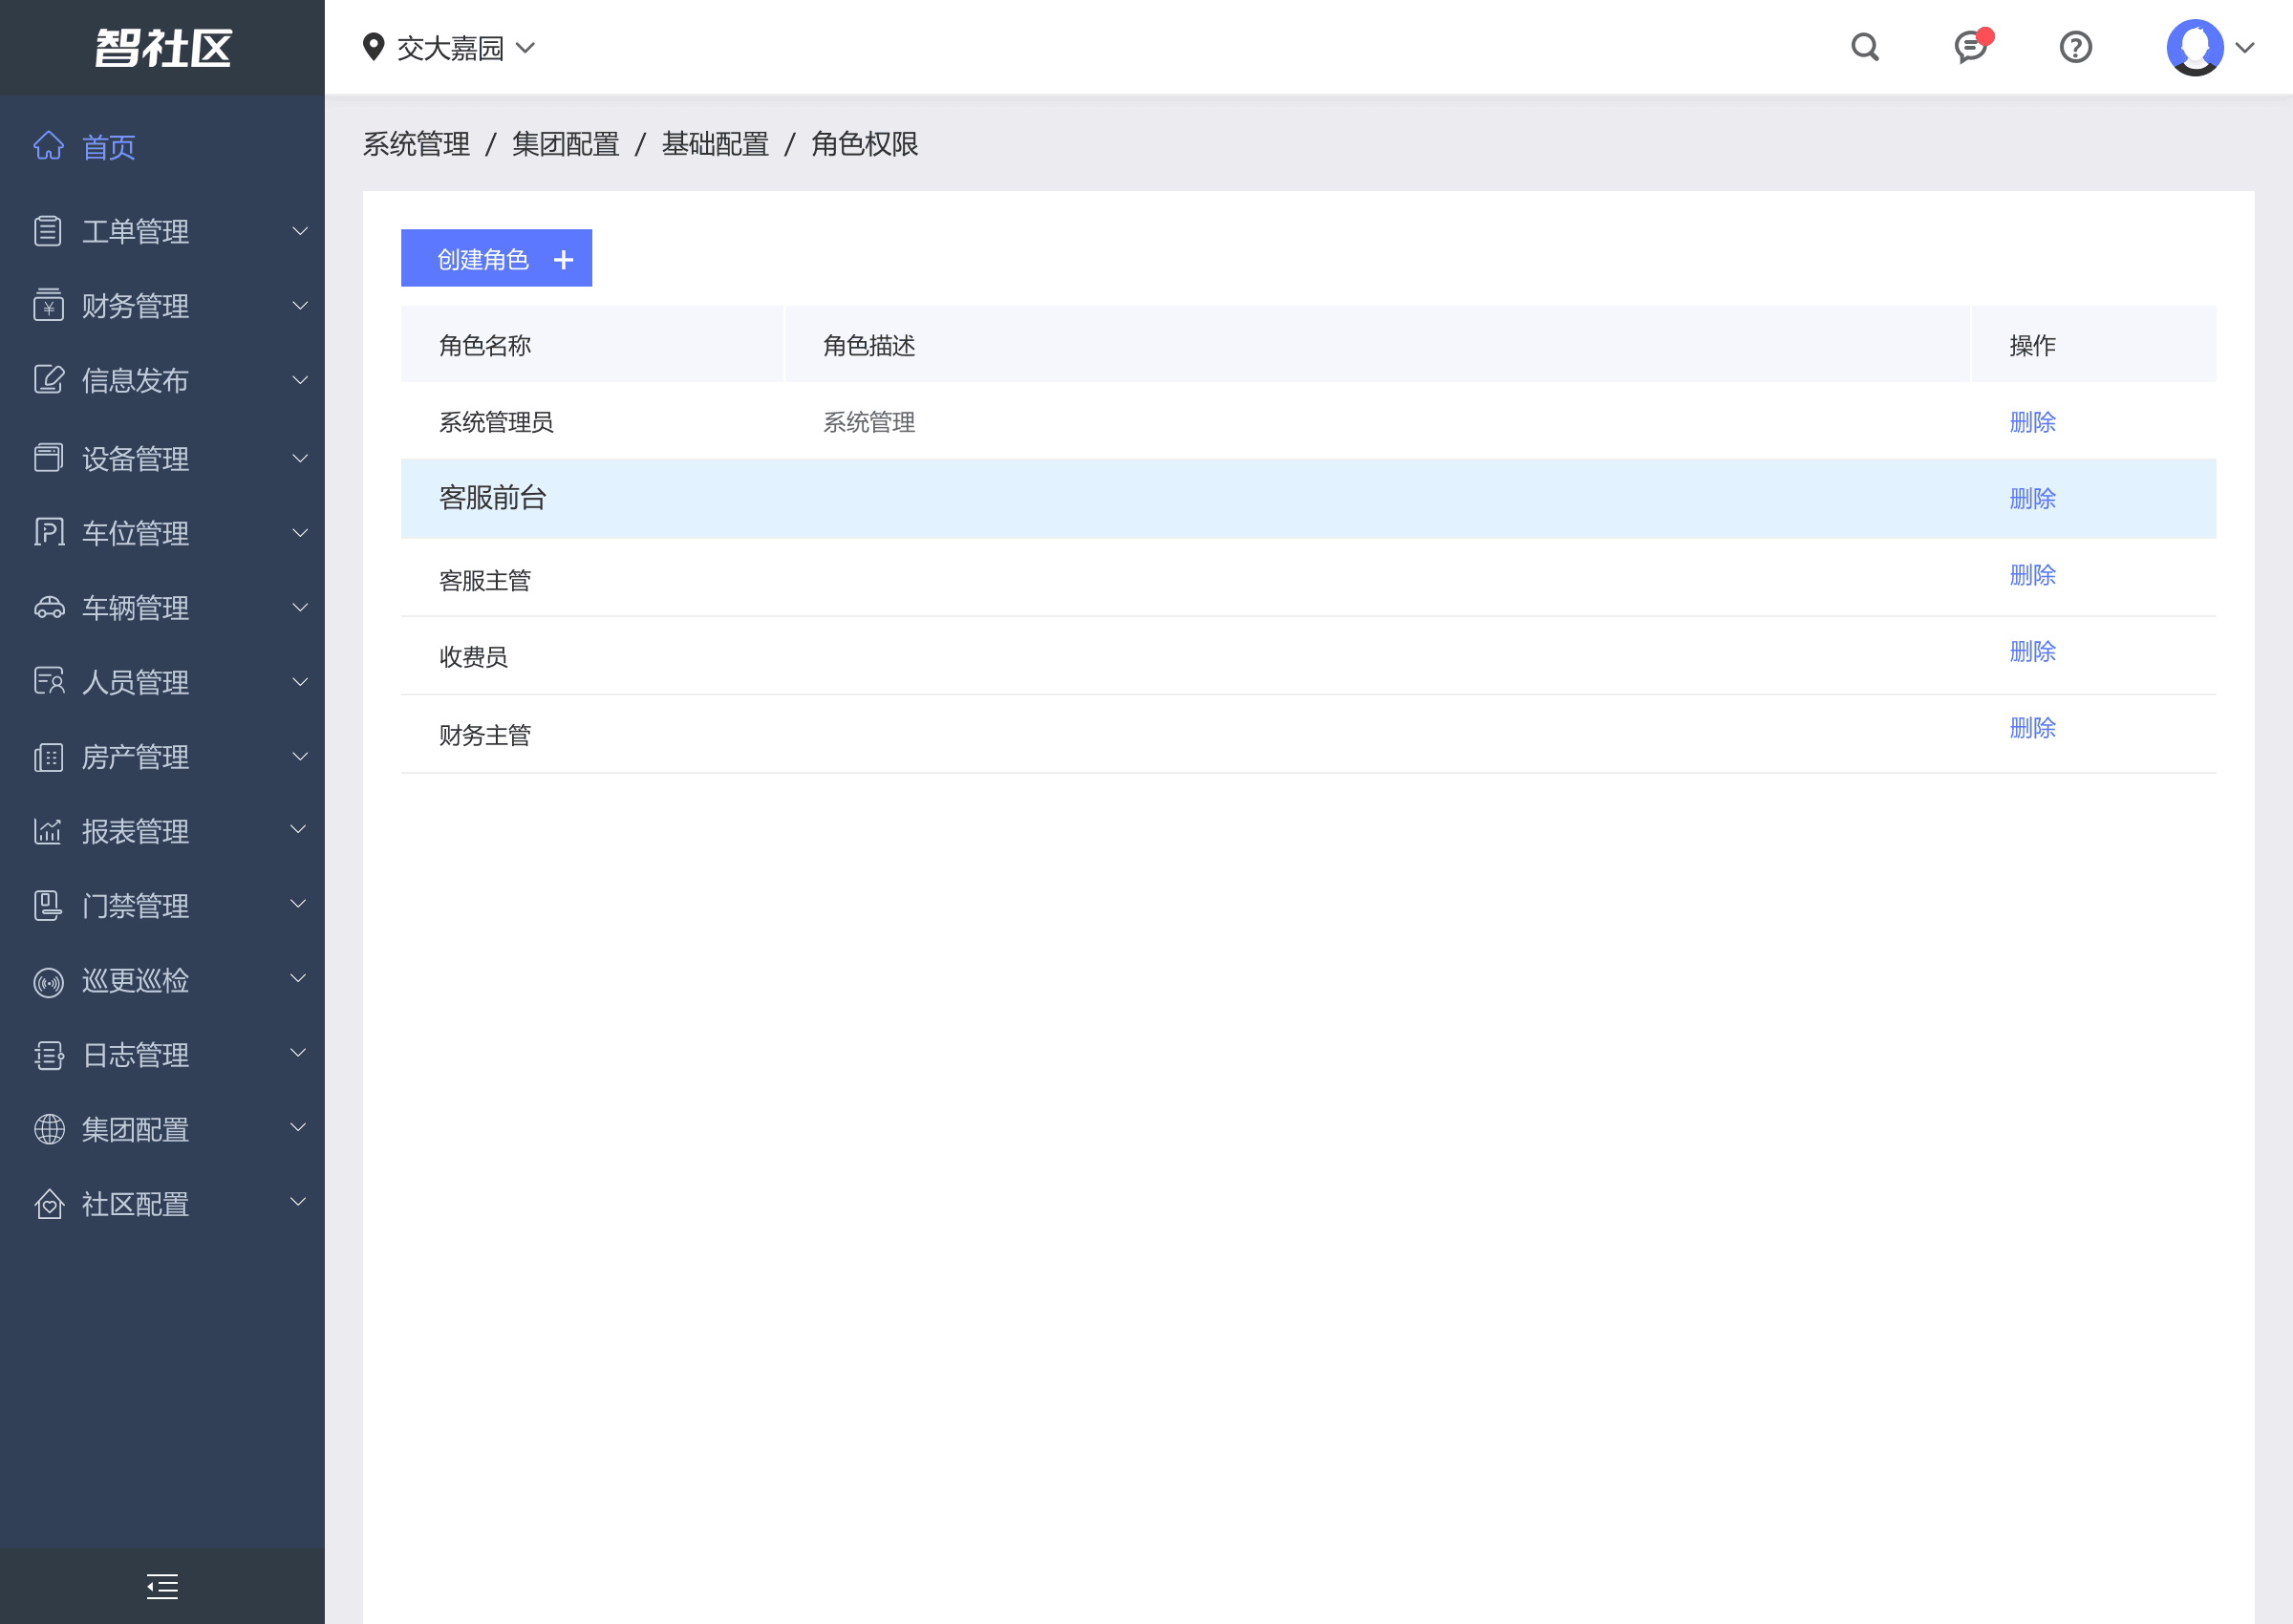 智社区
交大嘉园
首页
工单管理
财务管理
信息发布
设备管理
车位管理
车辆管理
人员管理
房产管理
报表管理
门禁管理
巡更巡检
日志管理
集团配置
社区配置
系统管理 / 集团配置 / 基础配置 / 角色权限
创建角色 +
角色名称 角色描述 操作
系统管理员 系统管理 删除
客服前台 删除
客服主管 删除
收费员 删除
财务主管 删除